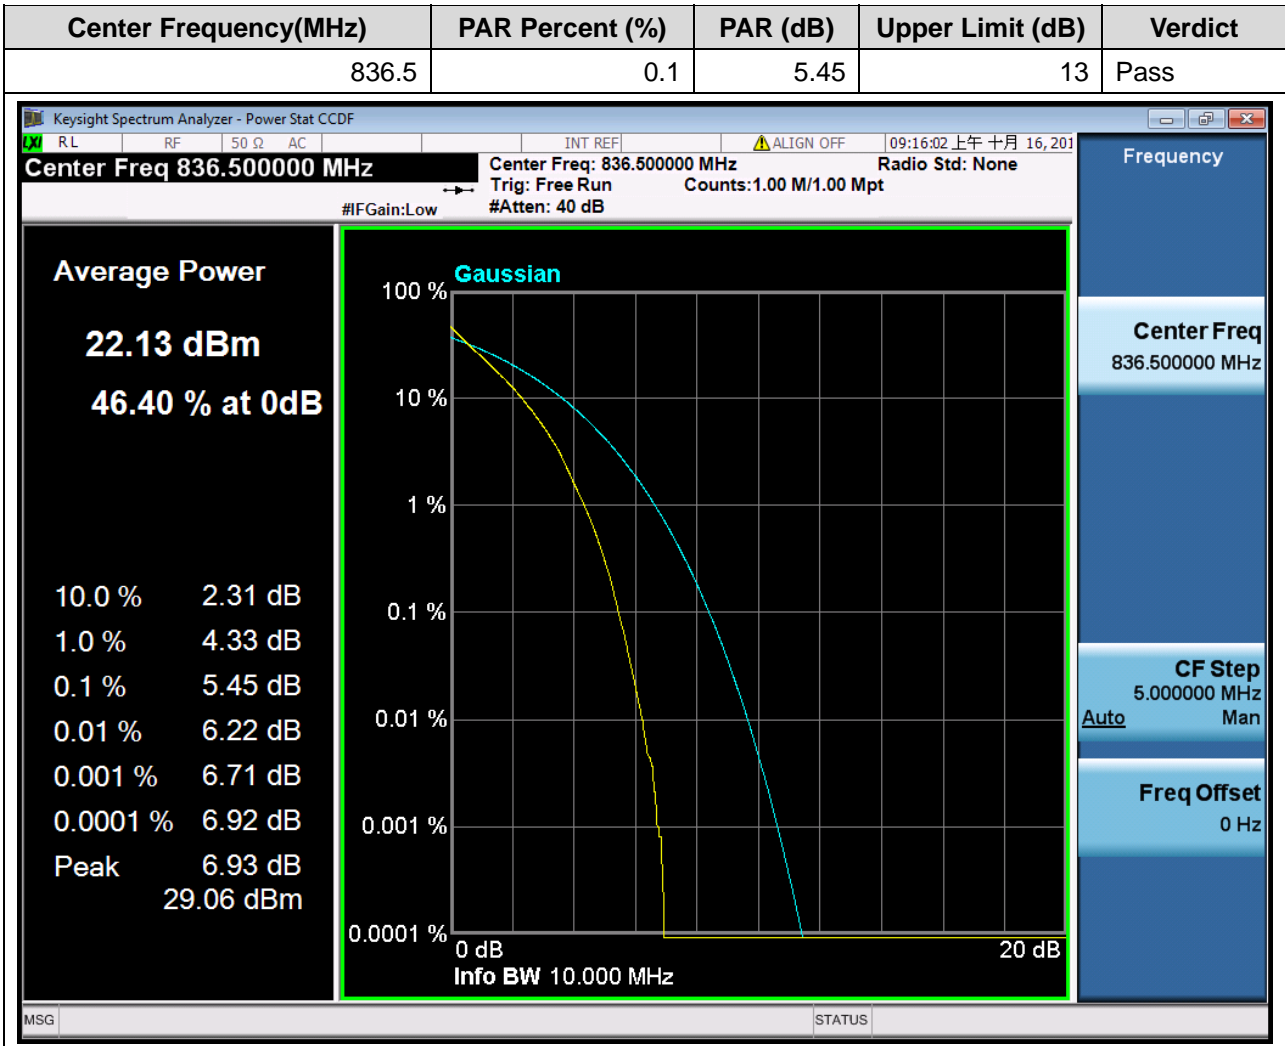 Center Frequency(MHz) PAR Percent (%) PAR (dB) Upper Limit (dB) Verdict
836.5 0.1 5.45 13 Pass
Keysight Spectrum Analyzer - Power Stat CCDF
LXI RL RF 50 Ω AC INT REF ALIGN OFF 09:16:02 上午 十月 16, 201
Center Freq 836.500000 MHz
Center Freq: 836.500000 MHz Radio Std: None
Trig: Free Run Counts:1.00 M/1.00 Mpt
#IFGain:Low #Atten: 40 dB
Average Power
22.13 dBm
46.40 % at 0dB
10.0 % 2.31 dB
1.0 % 4.33 dB
0.1 % 5.45 dB
0.01 % 6.22 dB
0.001 % 6.71 dB
0.0001 % 6.92 dB
Peak 6.93 dB
29.06 dBm
Gaussian
100 %
10 %
1 %
0.1 %
0.01 %
0.001 %
0.0001 %
0 dB 20 dB
Info BW 10.000 MHz
Frequency
Center Freq
836.500000 MHz
CF Step
5.000000 MHz
Auto Man
Freq Offset
0 Hz
MSG STATUS